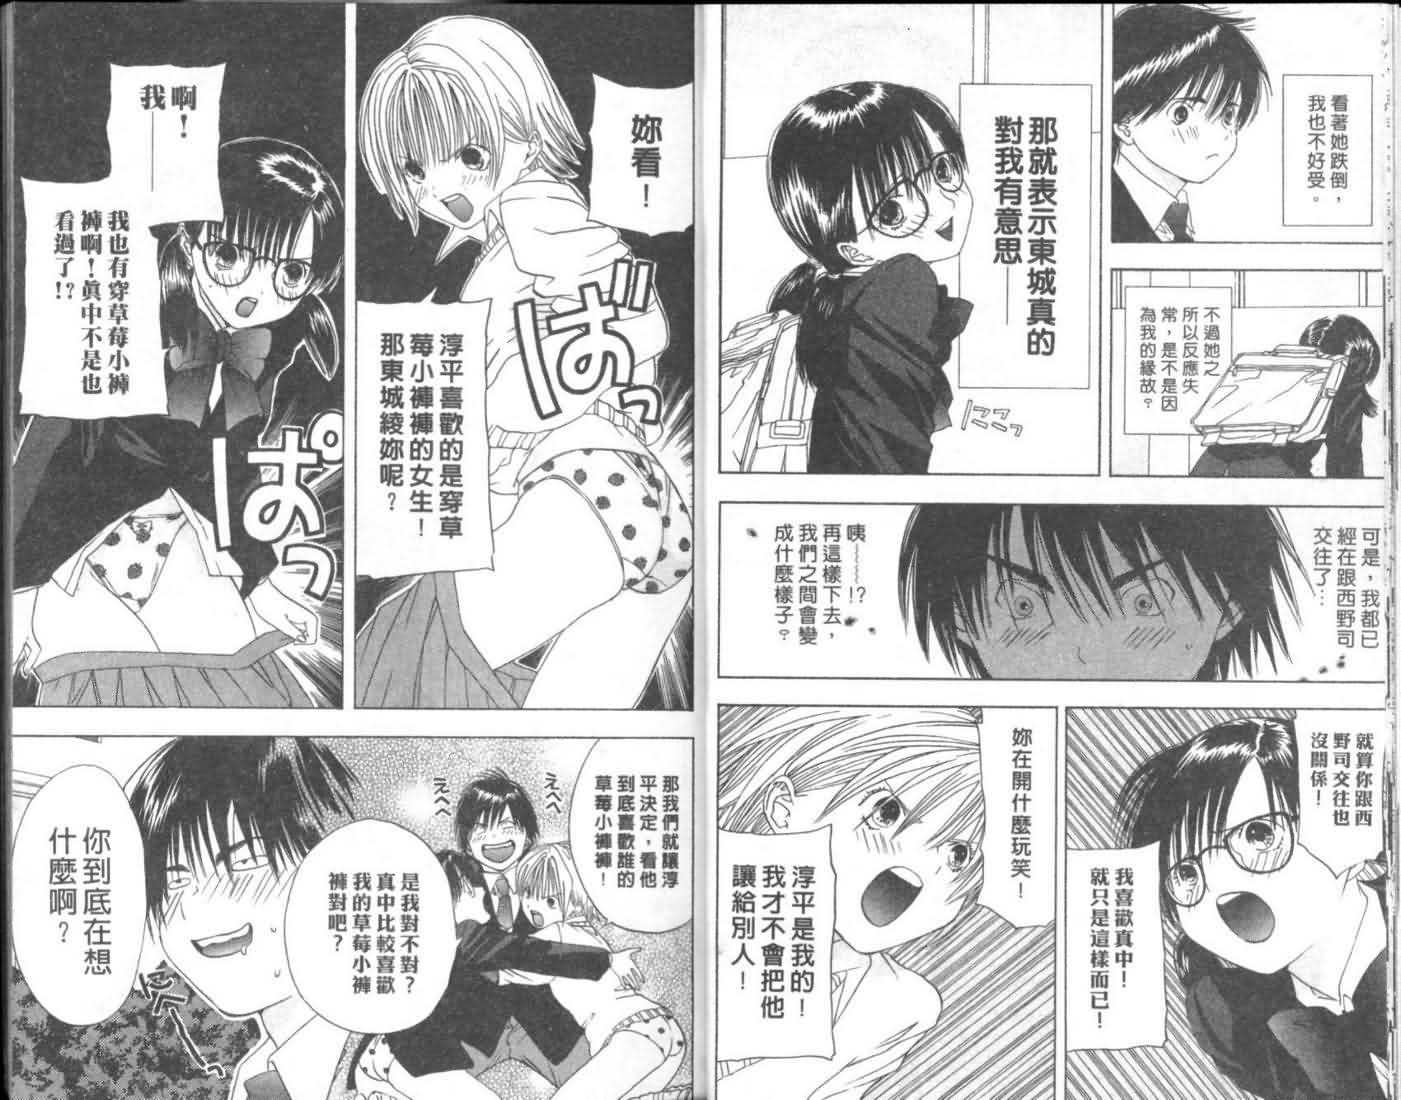 看著她跌倒，
我也不好受。
不過她之
所以反應失
常，是不是因
為我的緣故？
那就表示東城真的
對我有意思——
にこっ
可是，我都已
經在跟西野司
交往了…
咦~~~~!?
再這樣下去，
我們之間會變
成什麼樣子？
就算你跟西
野司交往也
沒關係！
我喜歡真中！
就只是這樣而已！
妳在開什麼玩笑！
淳平是我的！
我才不會把他
讓給別人！
妳看！
ばっ
淳平喜歡的是穿草
莓小褲褲的女生！
那東城綾妳呢？
啊！
我——
我也有穿草莓小褲
褲啊！真中不是也
看過了!?
ぱっ
那我們就讓淳
平決定，看他
到底喜歡誰的
草莓小褲褲！
えへへ
えへへ
是我對不對？
真中比較喜歡
我的草莓小褲
褲對吧？
你到底在想
什麼啊？
へへ